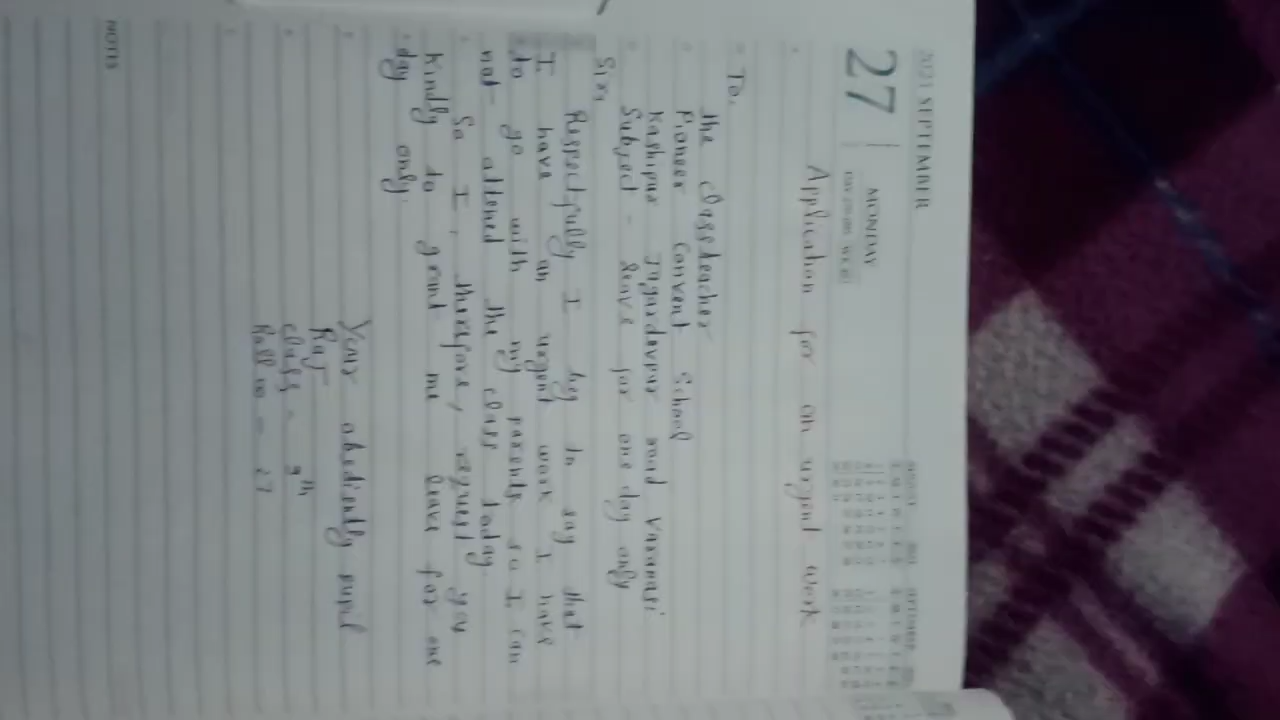 2021 SEPTEMBER
27
MONDAY
Application for an urgent work
To,
The Classteacher
Pioneer Convent School
Kashipur road Varanasi
Subject - leave for one day only
Sir,
Respectfully I beg to say that
I have an urgent work I have
to go with my parents so I can
not attened the class today.
So I, therefore, request you
kindly to grant me leave for one
day only.
Your obediently pupil
Raj
class - 9th
Roll no - 27
NOTES